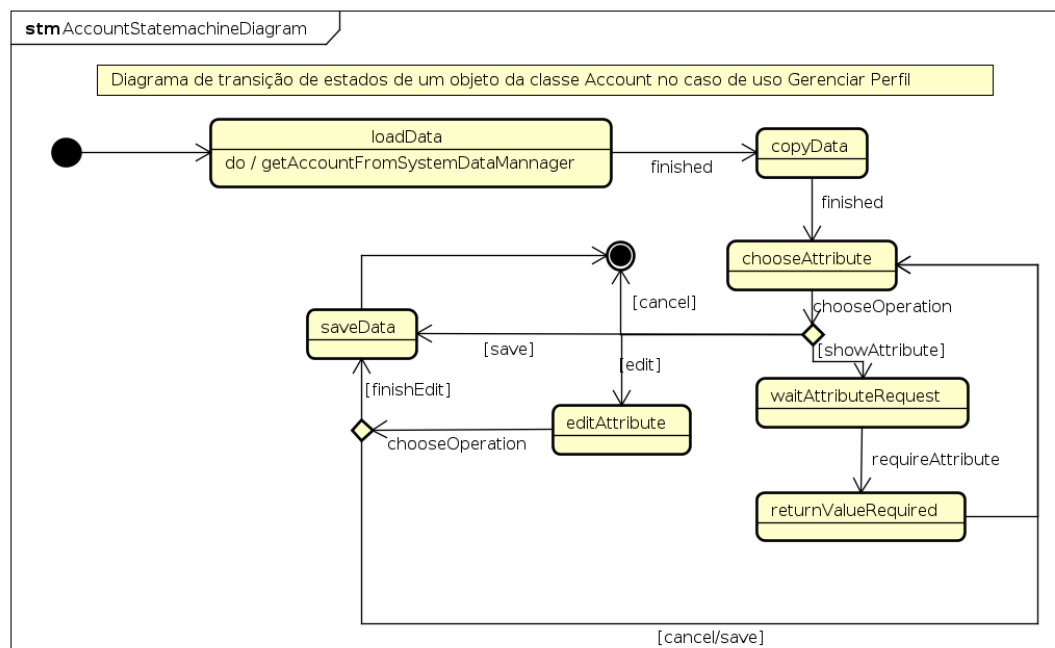 stm AccountStatemachineDiagram
Diagrama de transição de estados de um objeto da classe Account no caso de uso Gerenciar Perfil
loadData
do / getAccountFromSystemDataMannager
finished
copyData
finished
chooseAttribute
chooseOperation
[cancel]
saveData
[save]
[showAttribute]
[edit]
[finishEdit]
waitAttributeRequest
editAttribute
chooseOperation
requireAttribute
returnValueRequired
[cancel/save]